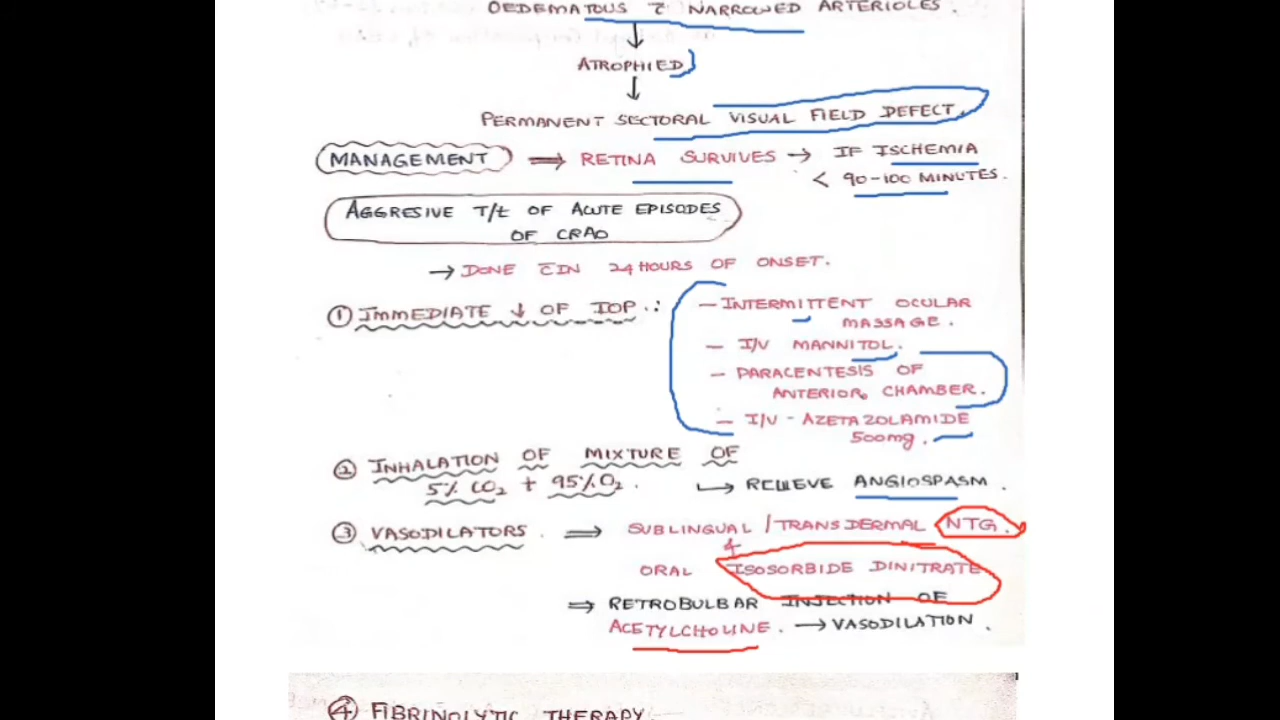 OEDEMATOUS c̄ NARROWED ARTERIOLES.
↓
ATROPHIED
↓
PERMANENT SECTORAL VISUAL FIELD DEFECT.
MANAGEMENT ⇒ RETINA SURVIVES → IF ISCHEMIA
< 90-100 MINUTES.
AGGRESIVE T/t OF ACUTE EPISODES
OF CRAO
→ DONE C̄IN 24 HOURS OF ONSET.
① IMMEDIATE ↓ OF IOP ∴ – INTERMITTENT OCULAR
MASSAGE.
– I/V MANNITOL.
– PARACENTESIS OF
ANTERIOR CHAMBER.
– I/V - AZETAZOLAMIDE
500mg.
② INHALATION OF MIXTURE OF
5% CO₂ + 95% O₂. ↳ RELIEVE ANGIOSPASM.
③ VASODILATORS. ⇒ SUBLINGUAL / TRANSDERMAL NTG.
&
ORAL ISOSORBIDE DINITRATE
⇒ RETROBULBAR INJECTION OF
ACETYLCHOLINE. → VASODILATION.
④ FIBRINOLYTIC THERAPY